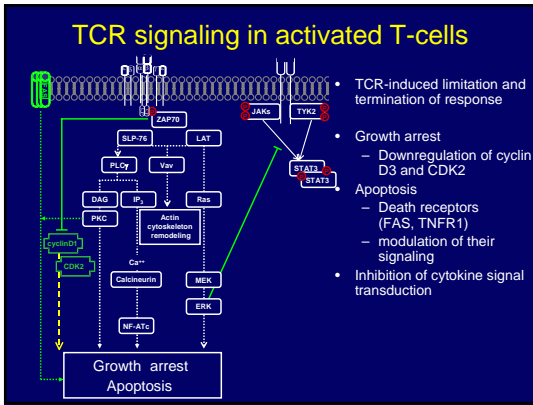 TCR signaling in activated T-cells
ZAP70
SLP-76
LAT
PLCγ
Vav
DAG
IP3
Ras
PKC
Actin
cytoskeleton
remodeling
cyclinD1
CDK2
Ca++
Calcineurin
MEK
ERK
NF-ATc
Growth arrest
Apoptosis
JAKs
TYK2
STAT3
STAT3
• TCR-induced limitation and
termination of response
• Growth arrest
– Downregulation of cyclin
D3 and CDK2
• Apoptosis
– Death receptors
(FAS, TNFR1)
– modulation of their
signaling
• Inhibition of cytokine signal
transduction